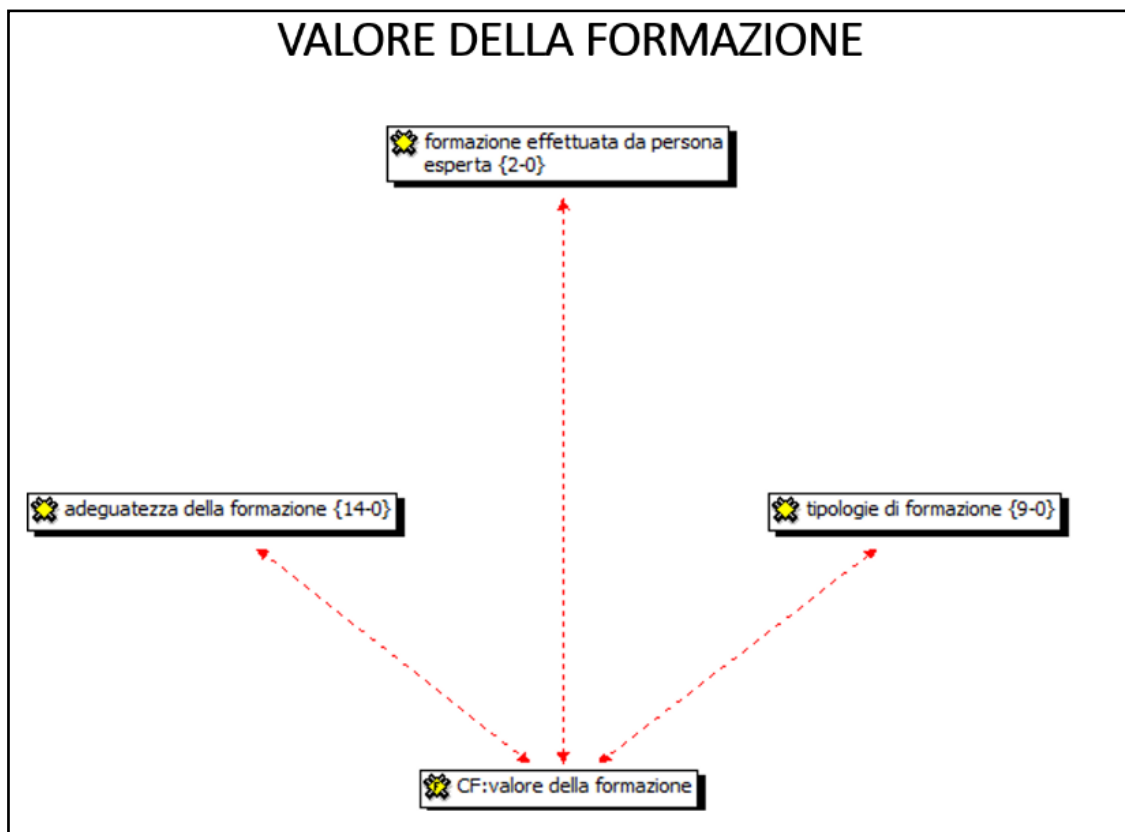 VALORE DELLA FORMAZIONE
formazione effettuata da persona
esperta {2-0}
adeguatezza della formazione {14-0}
tipologie di formazione {9-0}
CF:valore della formazione